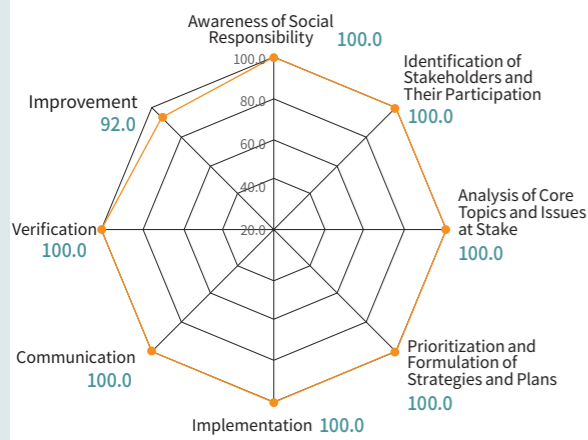 Awareness of Social
Responsibility
100.0
Identification of
Stakeholders and
Their Participation
100.0
Analysis of Core
Topics and Issues
at Stake
100.0
Prioritization and
Formulation of
Strategies and Plans
100.0
Implementation 100.0
Communication
100.0
Verification
100.0
Improvement
92.0
100.0
80.0
60.0
40.0
20.0